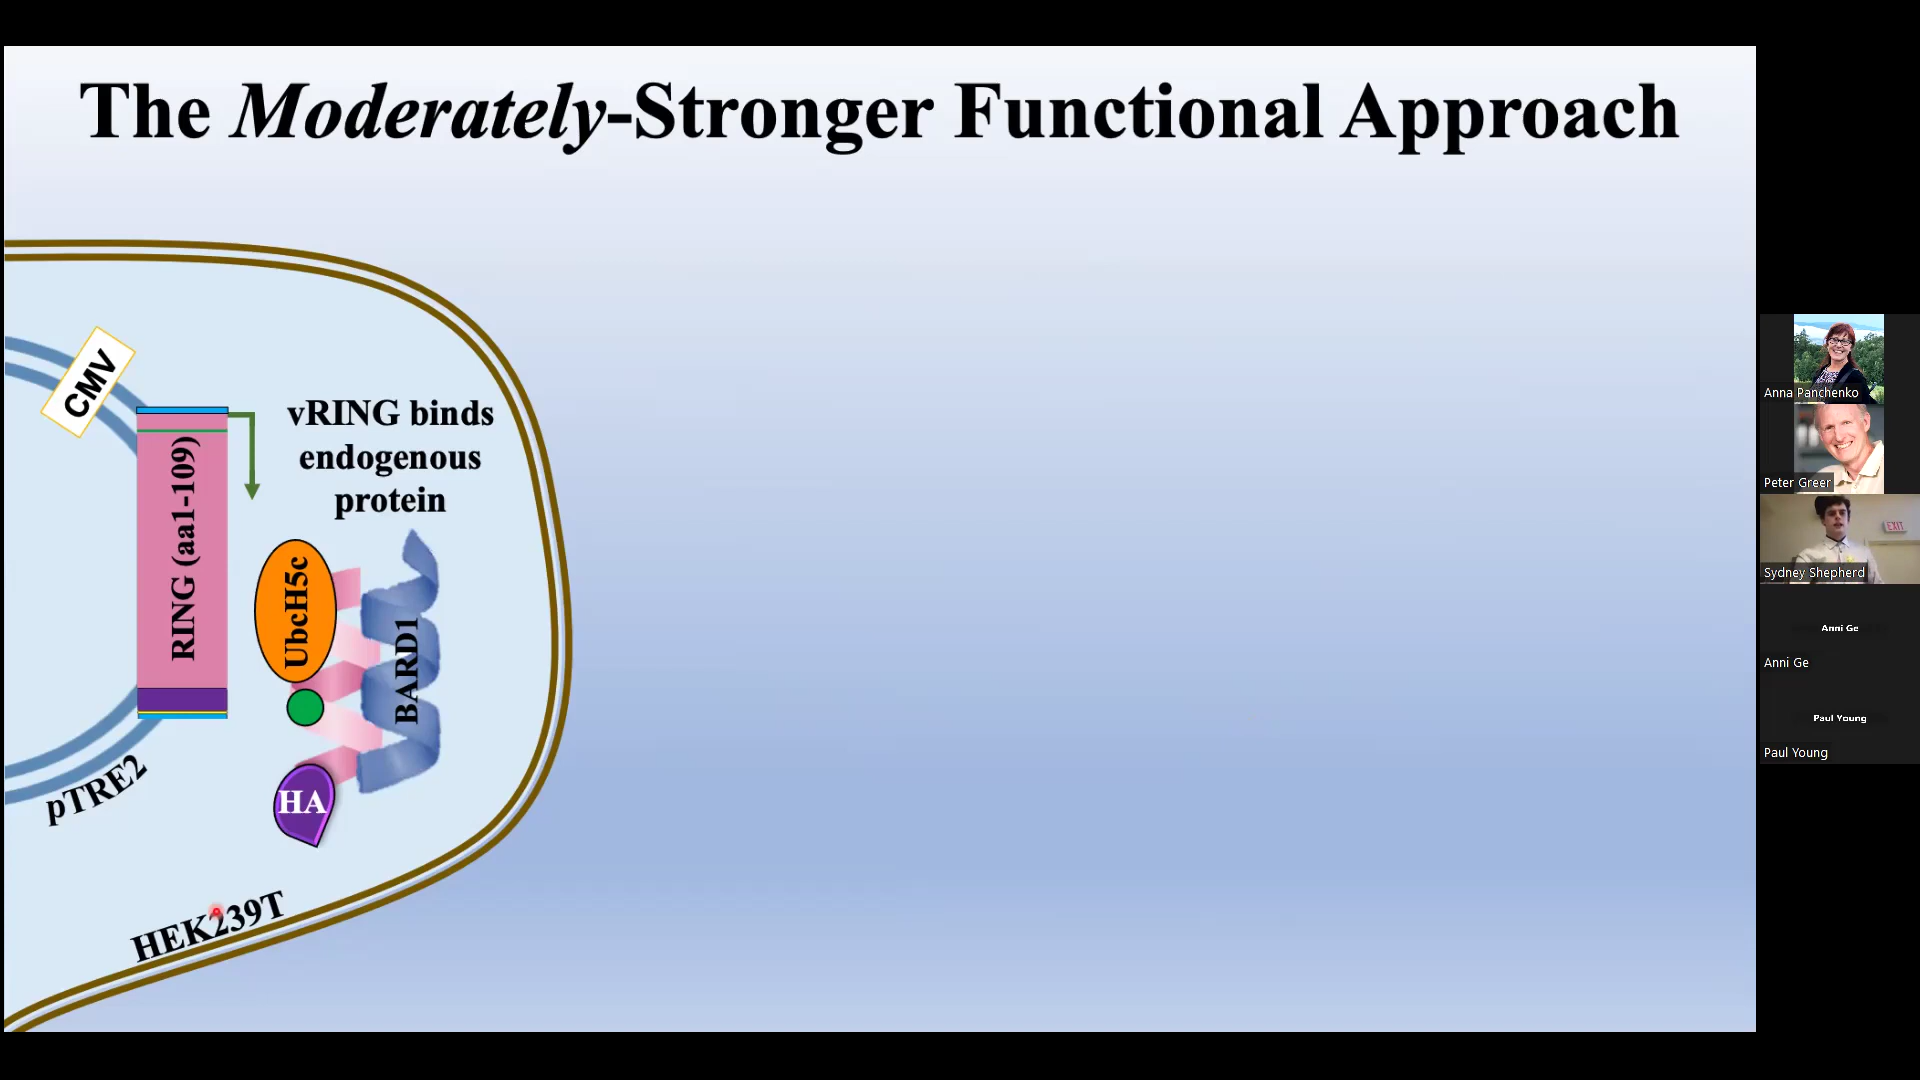 The Moderately-Stronger Functional Approach
CMV
RING (aa1-109)
vRING binds
endogenous
protein
UbcH5c
BARD1
HA
pTRE2
HEK239T
Anna Panchenko
Peter Greer
EXIT
Sydney Shepherd
Anni Ge
Anni Ge
Paul Young
Paul Young